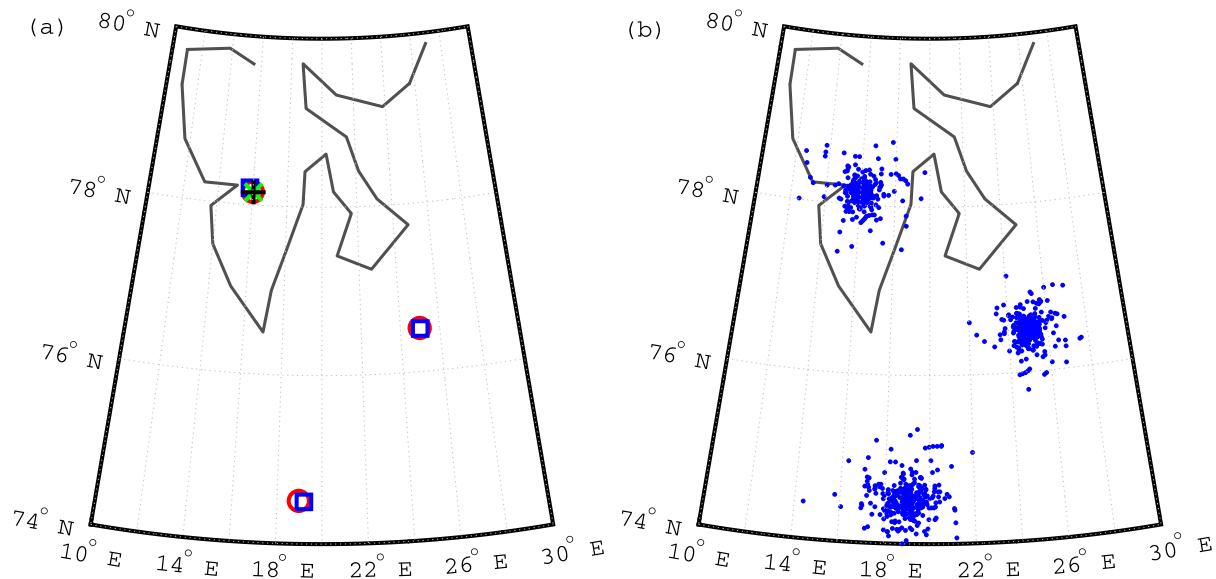 (a)
80° N
78° N
76° N
74° N
10° E
14° E
18° E
22° E
26° E
30° E
(b)
80° N
78° N
76° N
74° N
10° E
14° E
18° E
22° E
26° E
30° E